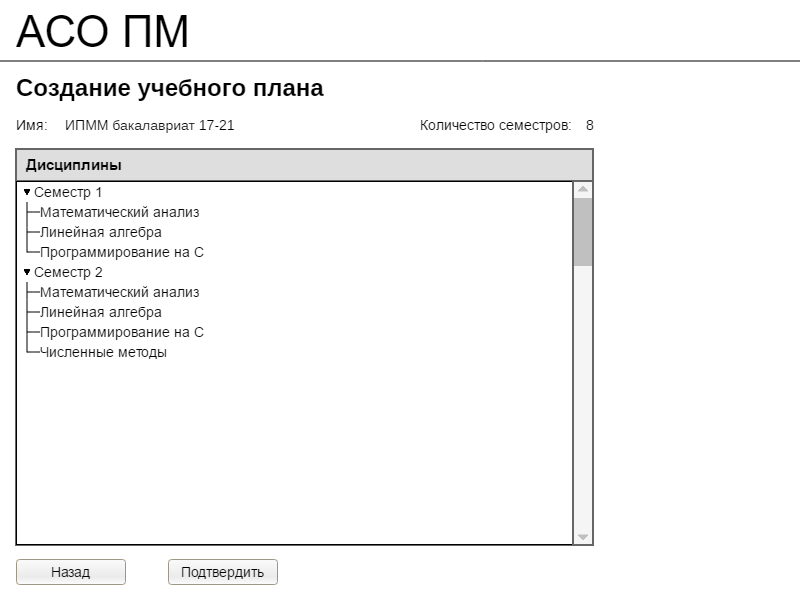 АСО ПМ
Создание учебного плана
Имя: ИПММ бакалавриат 17-21 Количество семестров: 8
Дисциплины
Семестр 1
Математический анализ
Линейная алгебра
Программирование на С
Семестр 2
Математический анализ
Линейная алгебра
Программирование на С
Численные методы
Назад Подтвердить